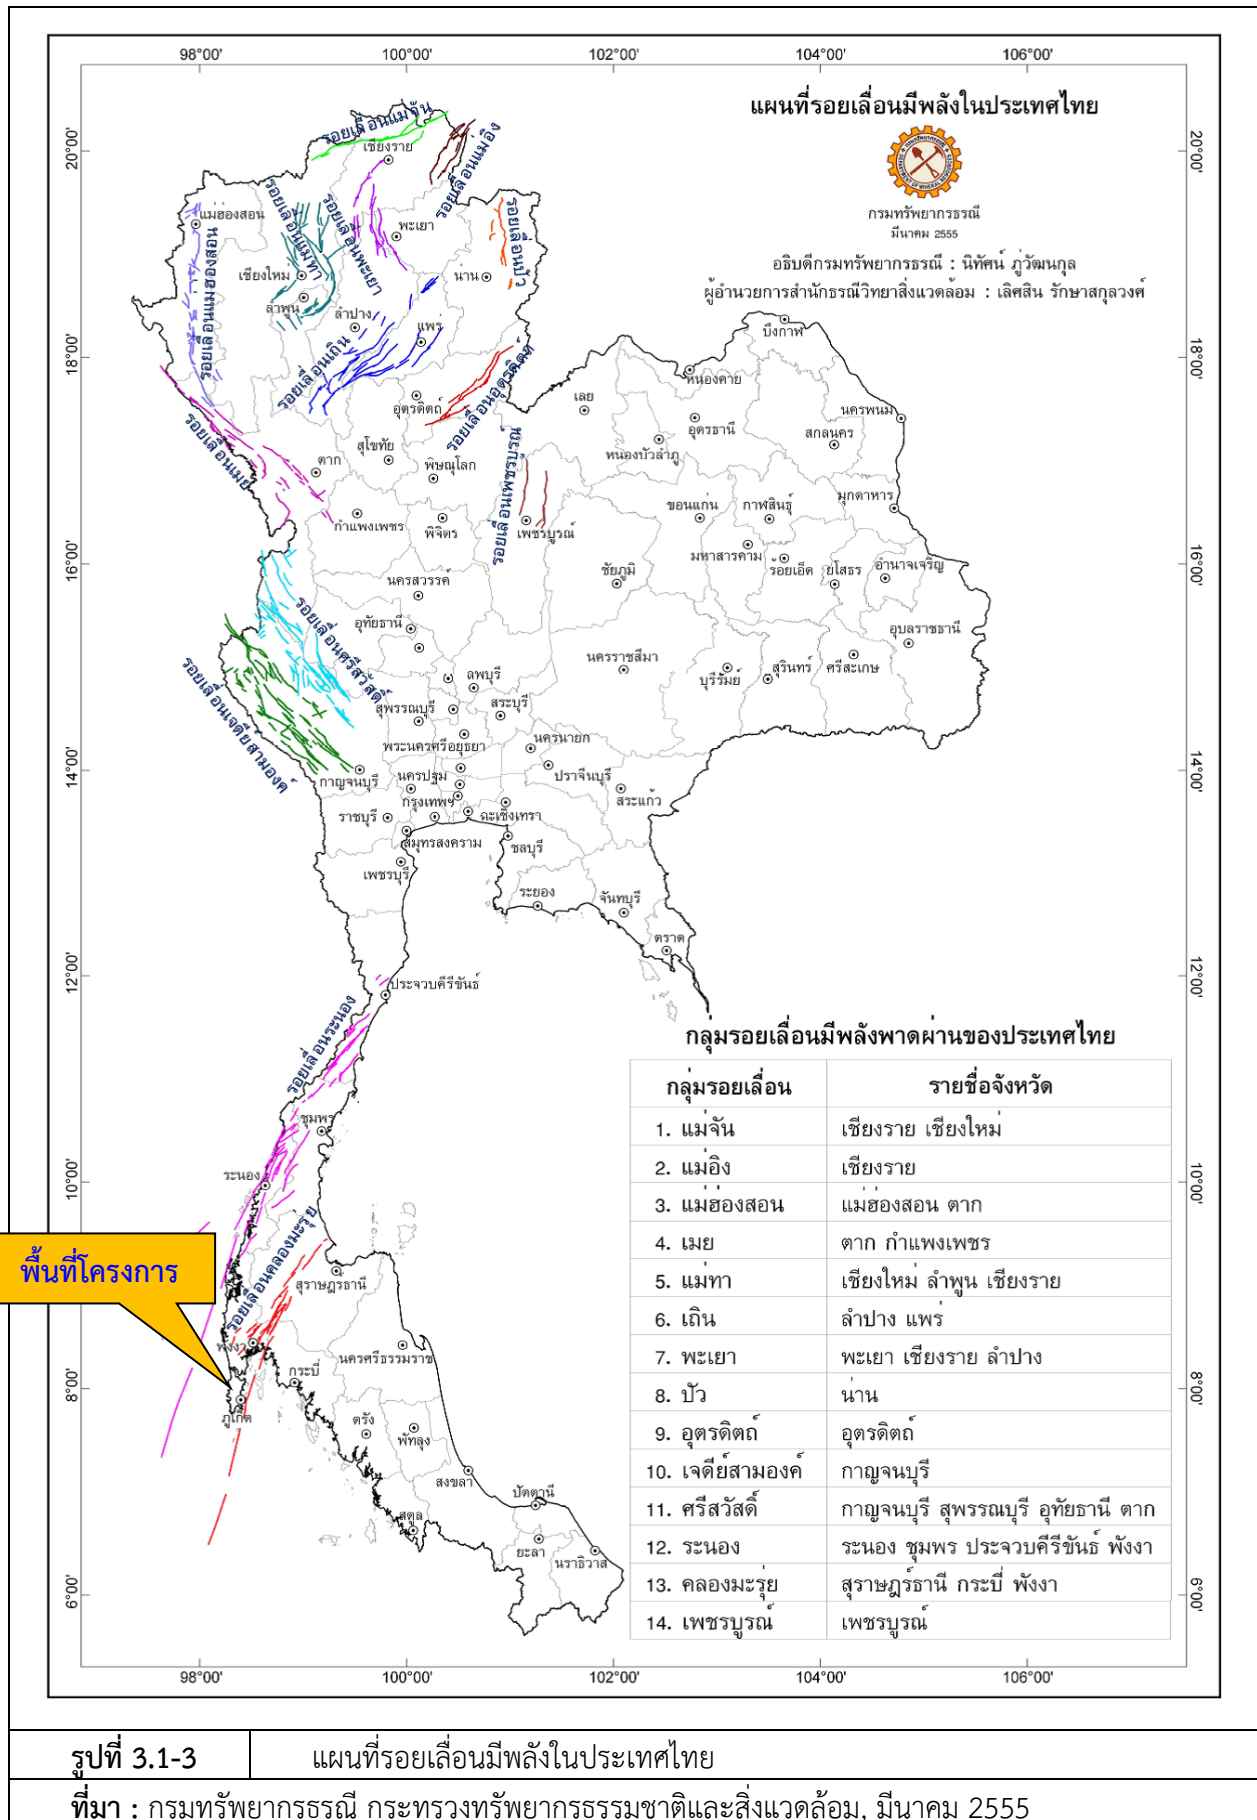 98°00' 100°00' 102°00' 104°00' 106°00'
แผนที่รอยเลื่อนมีพลังในประเทศไทย
กรมทรัพยากรธรณี
มีนาคม 2555
อธิบดีกรมทรัพยากรธรณี : นิทัศน์ ภู่วัฒนกุล
ผู้อำนวยการสำนักธรณีวิทยาสิ่งแวดล้อม : เลิศสิน รักษาสกุลวงศ์
20°00'
18°00'
16°00'
14°00'
12°00'
10°00'
8°00'
6°00'
20°00'
18°00'
16°00'
14°00'
12°00'
10°00'
8°00'
6°00'
รอยเลื่อนแม่จัน
เชียงราย
รอยเลื่อนแม่อิง
แม่ฮ่องสอน
รอยเลื่อนแม่ทา
รอยเลื่อนพะเยา
พะเยา
รอยเลื่อนปัว
รอยเลื่อนแม่ฮ่องสอน
เชียงใหม่
น่าน
ลำพูน
ลำปาง
แพร่
รอยเลื่อนเถิน
อุตรดิตถ์
รอยเลื่อนอุตรดิตถ์
บึงกาฬ
หนองคาย
เลย
นครพนม
อุดรธานี
สกลนคร
หนองบัวลำภู
รอยเลื่อนเมย
สุโขทัย
ตาก
พิษณุโลก
รอยเลื่อนเพชรบูรณ์
กำแพงเพชร
พิจิตร
เพชรบูรณ์
ขอนแก่น
กาฬสินธุ์
มุกดาหาร
มหาสารคาม
ร้อยเอ็ด
ยโสธร
อำนาจเจริญ
ชัยภูมิ
นครสวรรค์
อุทัยธานี
รอยเลื่อนศรีสวัสดิ์
อุบลราชธานี
นครราชสีมา
บุรีรัมย์
สุรินทร์
ศรีสะเกษ
รอยเลื่อนเจดีย์สามองค์
ลพบุรี
สุพรรณบุรี
สระบุรี
พระนครศรีอยุธยา
นครนายก
กาญจนบุรี
นครปฐม
ปราจีนบุรี
สระแก้ว
กรุงเทพฯ
ฉะเชิงเทรา
ราชบุรี
สมุทรสงคราม
ชลบุรี
เพชรบุรี
ระยอง
จันทบุรี
ตราด
ประจวบคีรีขันธ์
รอยเลื่อนระนอง
ชุมพร
ระนอง
รอยเลื่อนคลองมะรุ่ย
พื้นที่โครงการ
สุราษฎร์ธานี
พังงา
นครศรีธรรมราช
กระบี่
ภูเก็ต
ตรัง
พัทลุง
สงขลา
ปัตตานี
สตูล
ยะลา
นราธิวาส
กลุ่มรอยเลื่อนมีพลังพาดผ่านของประเทศไทย
กลุ่มรอยเลื่อน รายชื่อจังหวัด
1. แม่จัน เชียงราย เชียงใหม่
2. แม่อิง เชียงราย
3. แม่ฮ่องสอน แม่ฮ่องสอน ตาก
4. เมย ตาก กำแพงเพชร
5. แม่ทา เชียงใหม่ ลำพูน เชียงราย
6. เถิน ลำปาง แพร่
7. พะเยา พะเยา เชียงราย ลำปาง
8. ปัว น่าน
9. อุตรดิตถ์ อุตรดิตถ์
10. เจดีย์สามองค์ กาญจนบุรี
11. ศรีสวัสดิ์ กาญจนบุรี สุพรรณบุรี อุทัยธานี ตาก
12. ระนอง ระนอง ชุมพร ประจวบคีรีขันธ์ พังงา
13. คลองมะรุ่ย สุราษฎร์ธานี กระบี่ พังงา
14. เพชรบูรณ์ เพชรบูรณ์
98°00' 100°00' 102°00' 104°00' 106°00'
รูปที่ 3.1-3 แผนที่รอยเลื่อนมีพลังในประเทศไทย
ที่มา : กรมทรัพยากรธรณี กระทรวงทรัพยากรธรรมชาติและสิ่งแวดล้อม, มีนาคม 2555